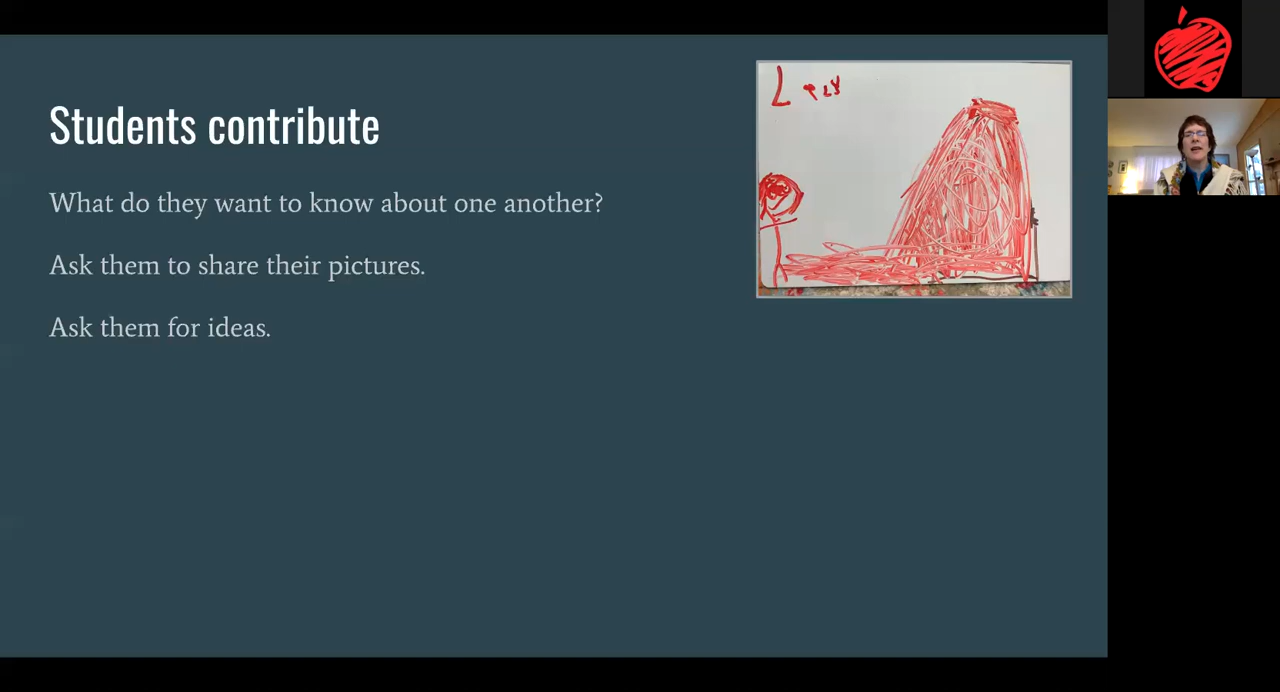 Students contribute
What do they want to know about one another?
Ask them to share their pictures.
Ask them for ideas.